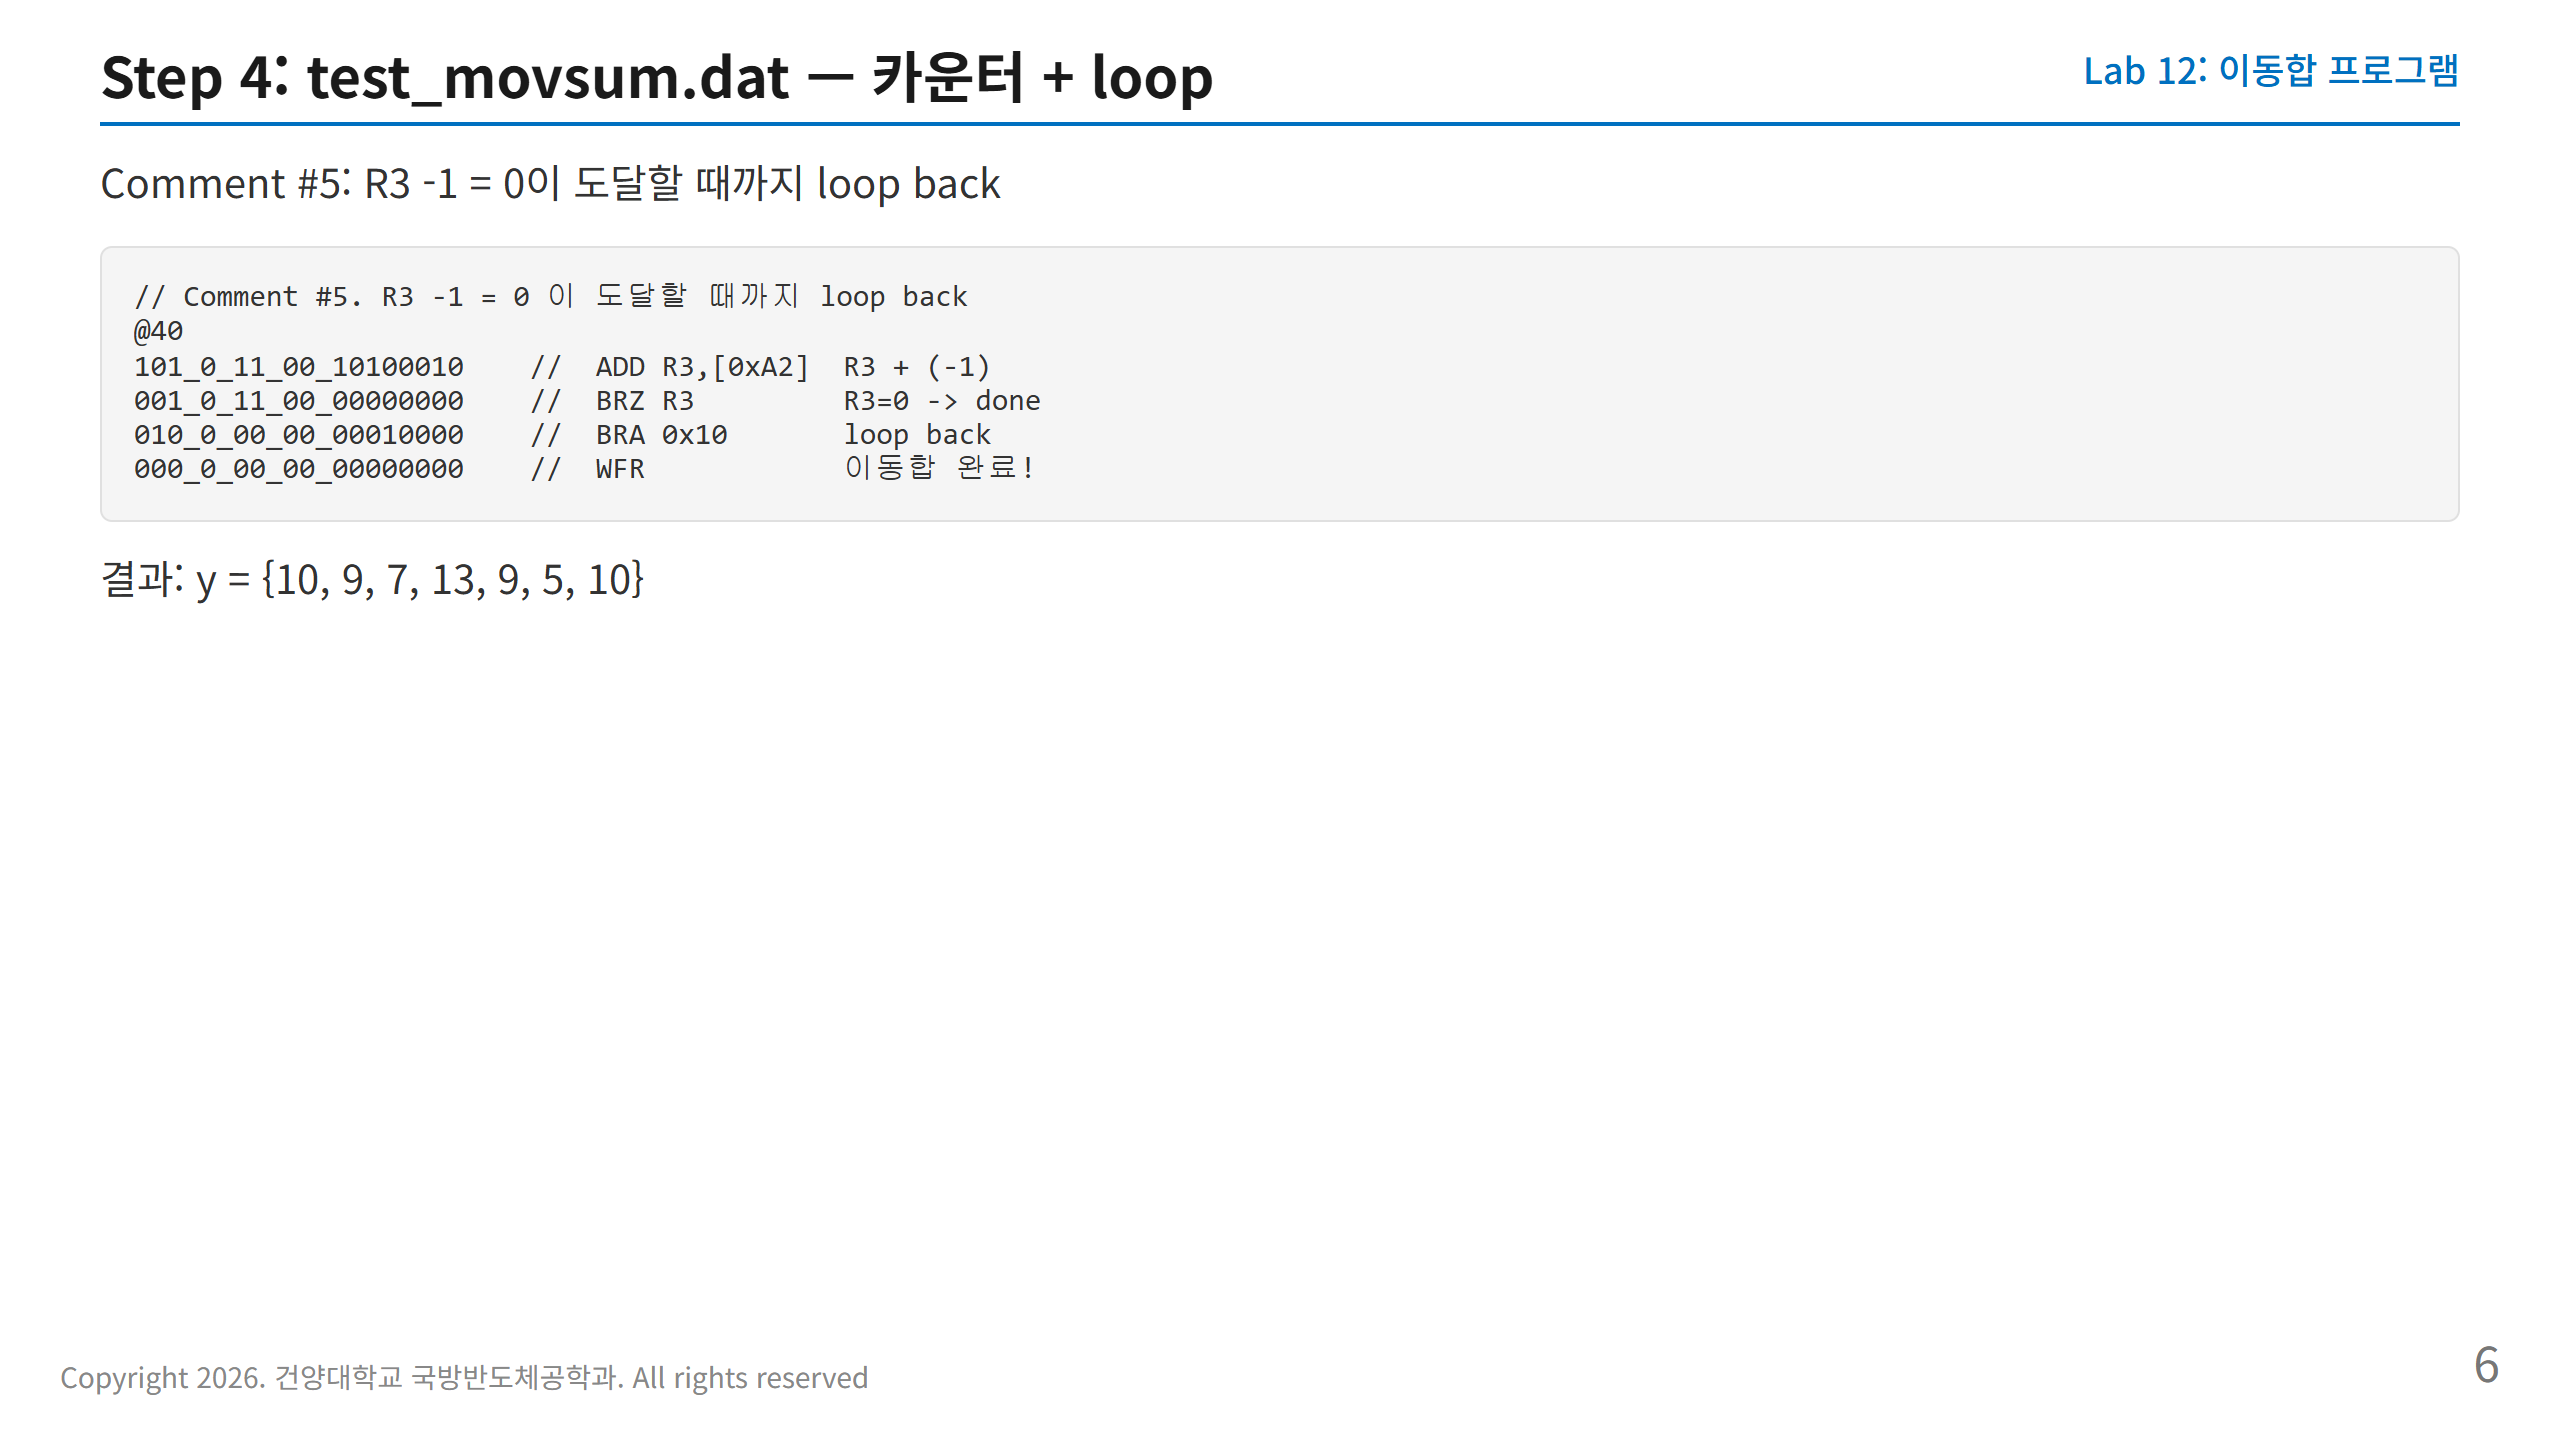 Step 4: test_movsum.dat — 카운터 + loop
Lab 12: 이동합 프로그램
Comment #5: R3 -1 = 0이 도달할 때까지 loop back
// Comment #5. R3 -1 = 0 이 도달할 때까지 loop back
@40
101_0_11_00_10100010    //  ADD R3,[0xA2]  R3 + (-1)
001_0_11_00_00000000    //  BRZ R3         R3=0 -> done
010_0_00_00_00010000    //  BRA 0x10       loop back
000_0_00_00_00000000    //  WFR            이동합 완료!
결과: y = {10, 9, 7, 13, 9, 5, 10}
Copyright 2026. 건양대학교 국방반도체공학과. All rights reserved
6